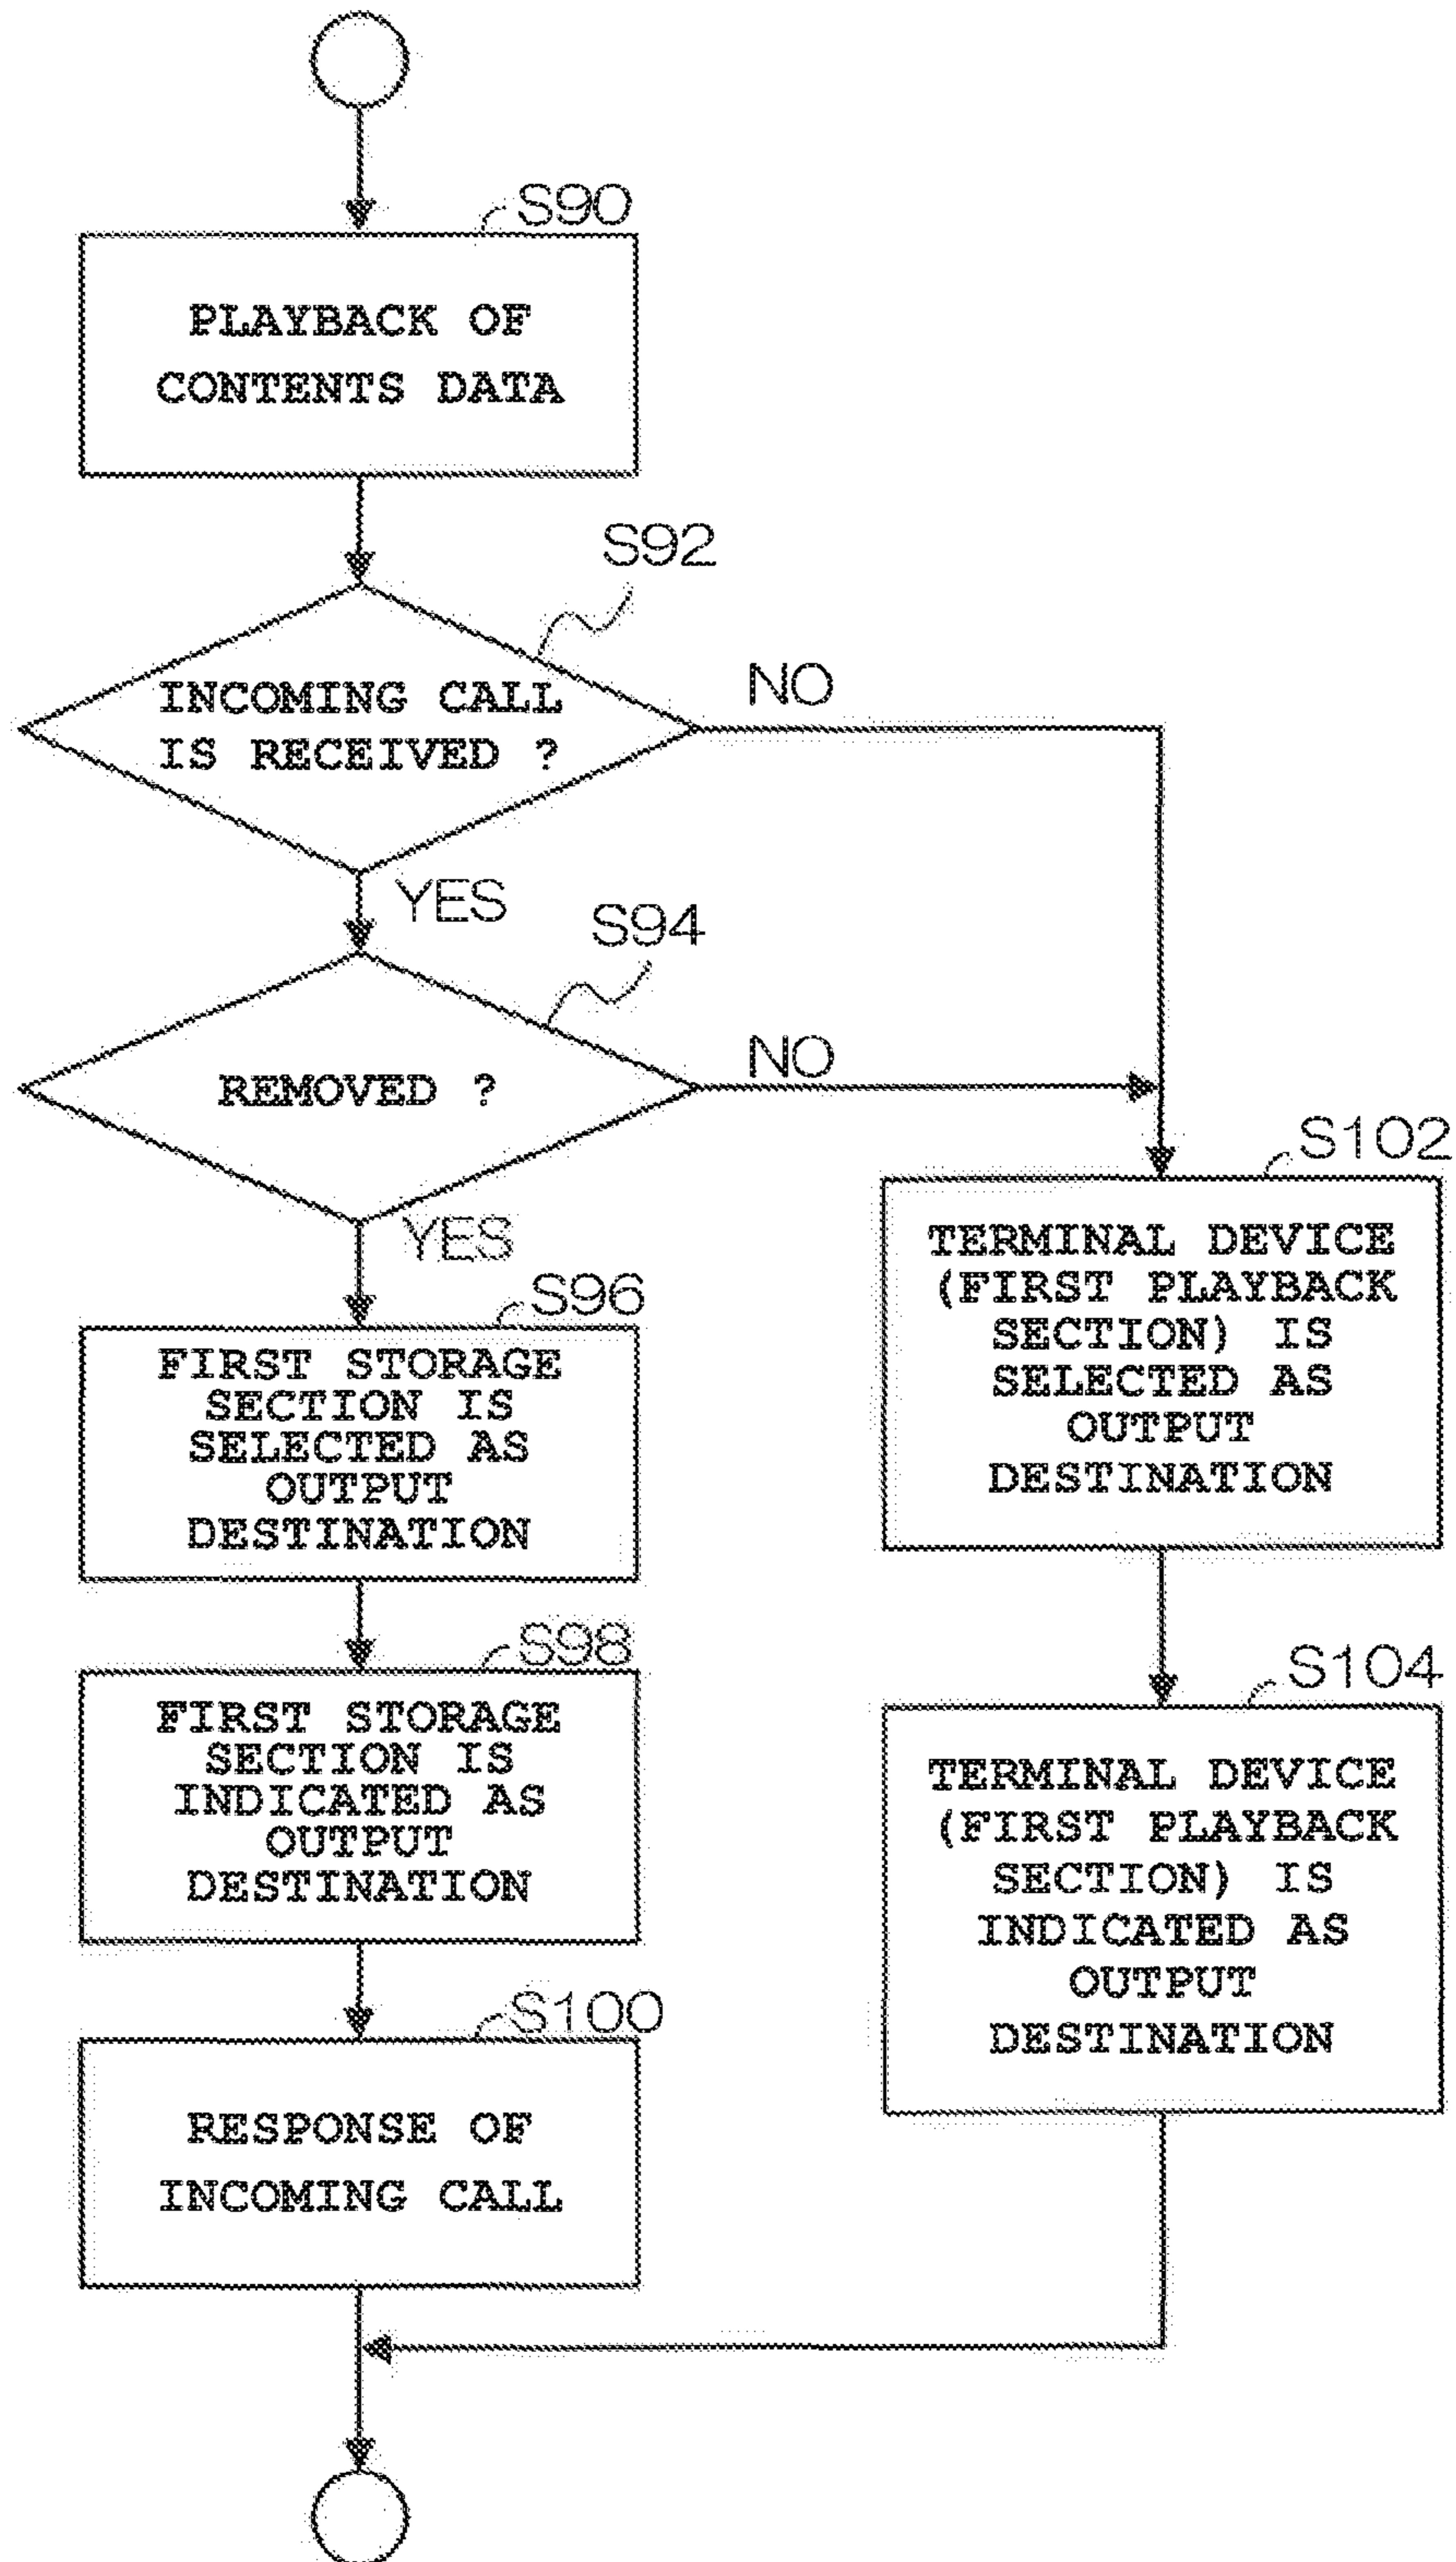 S90
PLAYBACK OF
CONTENTS DATA
S92
INCOMING CALL
IS RECEIVED ?
NO
YES
S94
REMOVED ?
NO
YES
S96
FIRST STORAGE
SECTION IS
SELECTED AS
OUTPUT
DESTINATION
S98
FIRST STORAGE
SECTION IS
INDICATED AS
OUTPUT
DESTINATION
S100
RESPONSE OF
INCOMING CALL
S102
TERMINAL DEVICE
(FIRST PLAYBACK
SECTION) IS
SELECTED AS
OUTPUT
DESTINATION
S104
TERMINAL DEVICE
(FIRST PLAYBACK
SECTION) IS
INDICATED AS
OUTPUT
DESTINATION